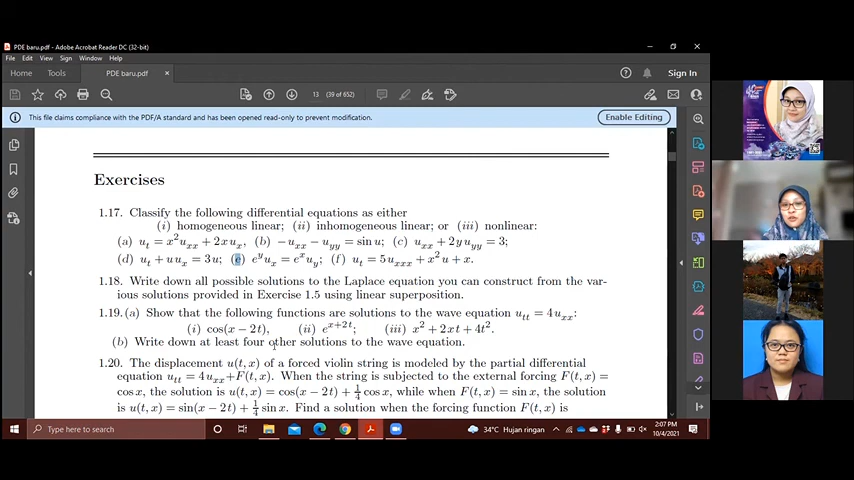 PDE baru.pdf - Adobe Acrobat Reader DC (32-bit)
File Edit View Sign Window Help
Home Tools PDE baru.pdf × Sign In
13 (39 of 652)
This file claims compliance with the PDF/A standard and has been opened read-only to prevent modification. Enable Editing
Exercises
1.17. Classify the following differential equations as either
(i) homogeneous linear; (ii) inhomogeneous linear; or (iii) nonlinear:
(a) u_t = x²u_xx + 2xu_x, (b) −u_xx − u_yy = sin u; (c) u_xx + 2yu_yy = 3;
(d) u_t + uu_x = 3u; (e) e^y u_x = e^x u_y; (f) u_t = 5u_xxx + x²u + x.
1.18. Write down all possible solutions to the Laplace equation you can construct from the var-
ious solutions provided in Exercise 1.5 using linear superposition.
1.19. (a) Show that the following functions are solutions to the wave equation u_tt = 4u_xx:
(i) cos(x − 2t), (ii) e^{x+2t}; (iii) x² + 2xt + 4t².
(b) Write down at least four other solutions to the wave equation.
1.20. The displacement u(t, x) of a forced violin string is modeled by the partial differential
equation u_tt = 4u_xx + F(t, x). When the string is subjected to the external forcing F(t, x) =
cos x, the solution is u(t, x) = cos(x − 2t) + ¼ cos x, while when F(t, x) = sin x, the solution
is u(t, x) = sin(x − 2t) + ¼ sin x. Find a solution when the forcing function F(t, x) is
Type here to search
34°C Hujan ringan
2:07 PM
10/4/2021